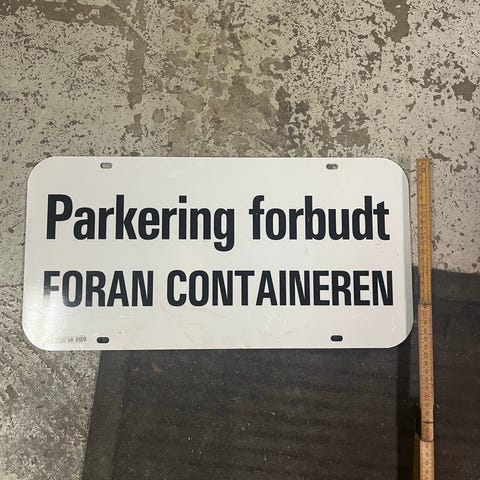 Parkering forbudt
FORAN CONTAINEREN